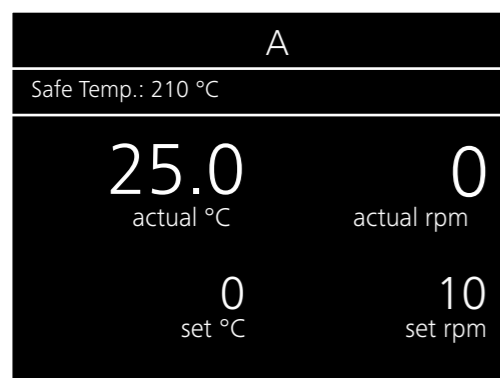 A
Safe Temp.: 210 °C
25.0 0
actual °C actual rpm
0 10
set °C set rpm